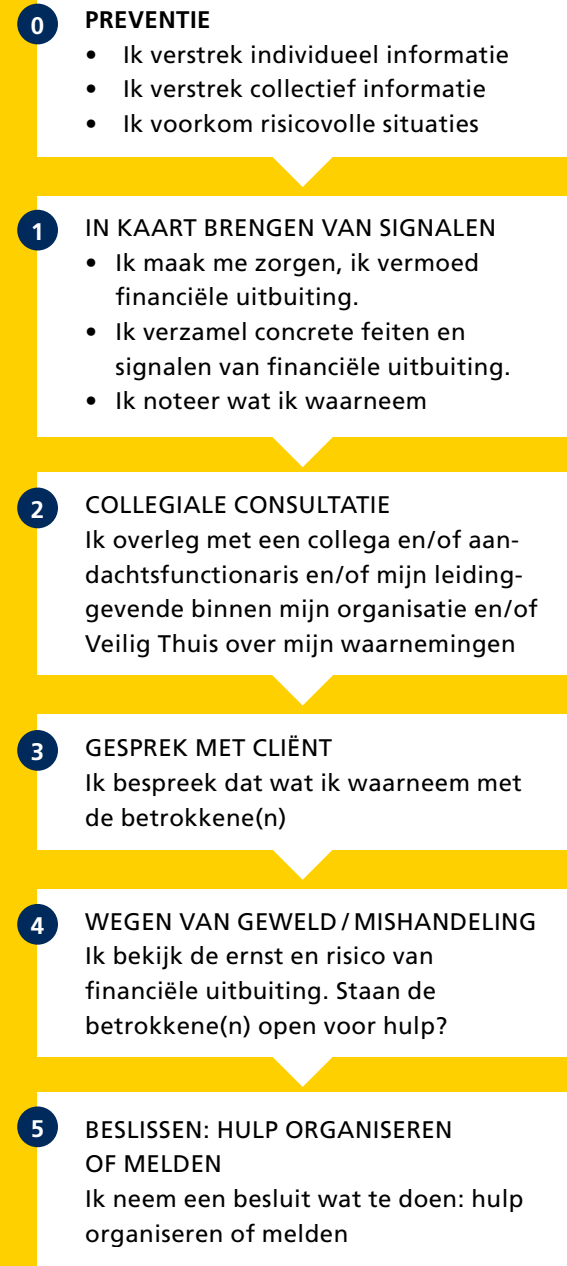 0 PREVENTIE
• Ik verstrek individueel informatie
• Ik verstrek collectief informatie
• Ik voorkom risicovolle situaties
1 IN KAART BRENGEN VAN SIGNALEN
• Ik maak me zorgen, ik vermoed
financiële uitbuiting.
• Ik verzamel concrete feiten en
signalen van financiële uitbuiting.
• Ik noteer wat ik waarneem
2 COLLEGIALE CONSULTATIE
Ik overleg met een collega en/of aan-
dachtsfunctionaris en/of mijn leiding-
gevende binnen mijn organisatie en/of
Veilig Thuis over mijn waarnemingen
3 GESPREK MET CLIËNT
Ik bespreek dat wat ik waarneem met
de betrokkene(n)
4 WEGEN VAN GEWELD / MISHANDELING
Ik bekijk de ernst en risico van
financiële uitbuiting. Staan de
betrokkene(n) open voor hulp?
5 BESLISSEN: HULP ORGANISEREN
OF MELDEN
Ik neem een besluit wat te doen: hulp
organiseren of melden